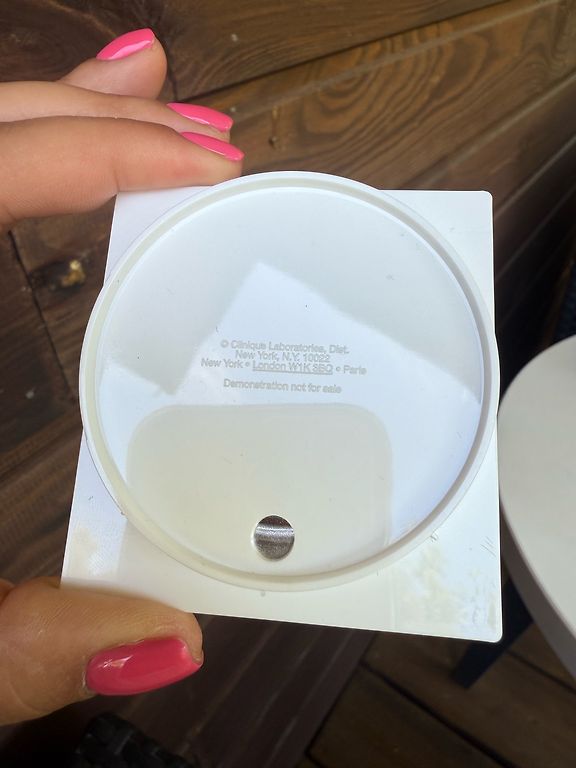 © Clinique Laboratories, Dist.
New York, N.Y. 10022
New York • London W1K 3BQ • Paris
Demonstration not for sale